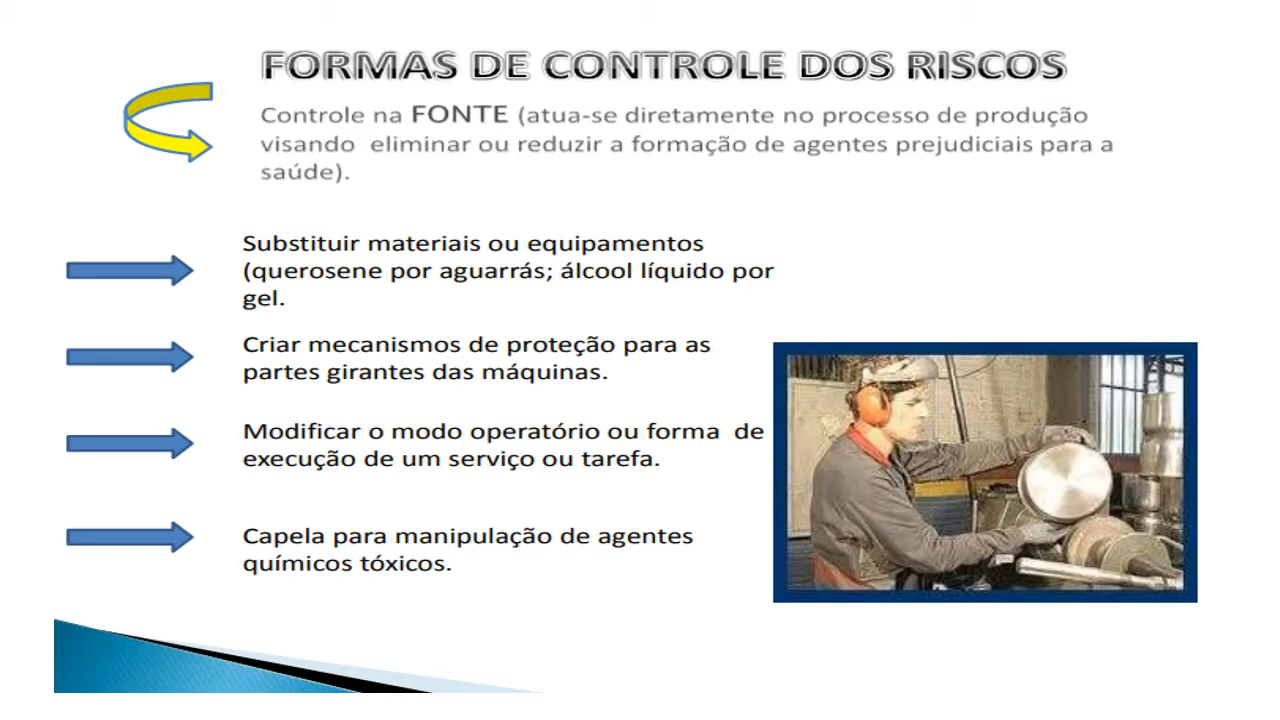 FORMAS DE CONTROLE DOS RISCOS
Controle na FONTE (atua-se diretamente no processo de produção
visando eliminar ou reduzir a formação de agentes prejudiciais para a
saúde).
Substituir materiais ou equipamentos
(querosene por aguarrás; álcool líquido por
gel.
Criar mecanismos de proteção para as
partes girantes das máquinas.
Modificar o modo operatório ou forma de
execução de um serviço ou tarefa.
Capela para manipulação de agentes
químicos tóxicos.